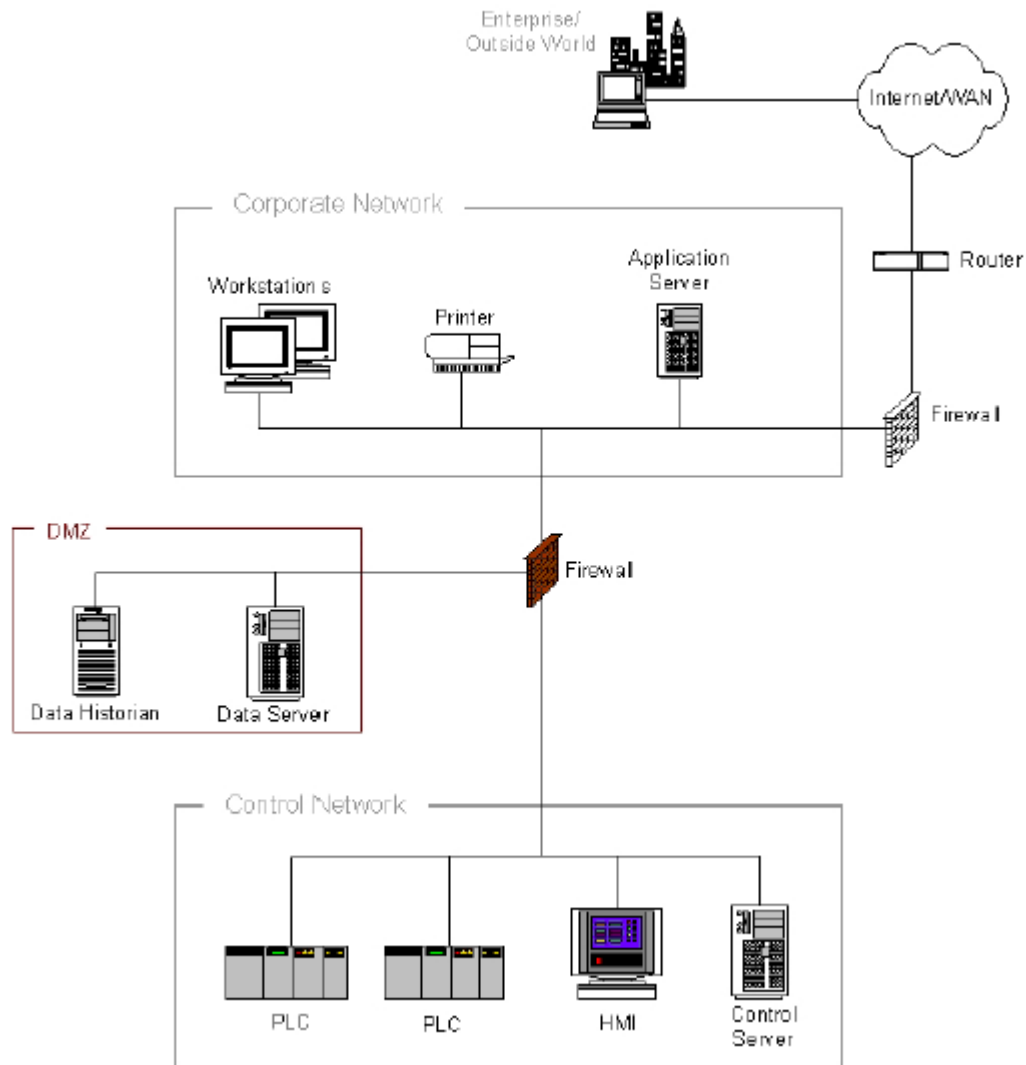 Enterprise/
Outside World
Internet/WAN
Corporate Network
Router
Workstations
Printer
Application
Server
Firewall
DMZ
Firewall
Data Historian
Data Server
Control Network
PLC
PLC
HMI
Control
Server